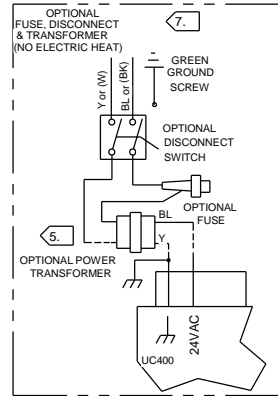 OPTIONAL
FUSE, DISCONNECT
& TRANSFORMER
(NO ELECTRIC HEAT)
7.
Y or (W)
BL or (BK)
GREEN
GROUND
SCREW
OPTIONAL
DISCONNECT
SWITCH
OPTIONAL
FUSE
BL
Y
5.
OPTIONAL POWER
TRANSFORMER
24VAC
UC400